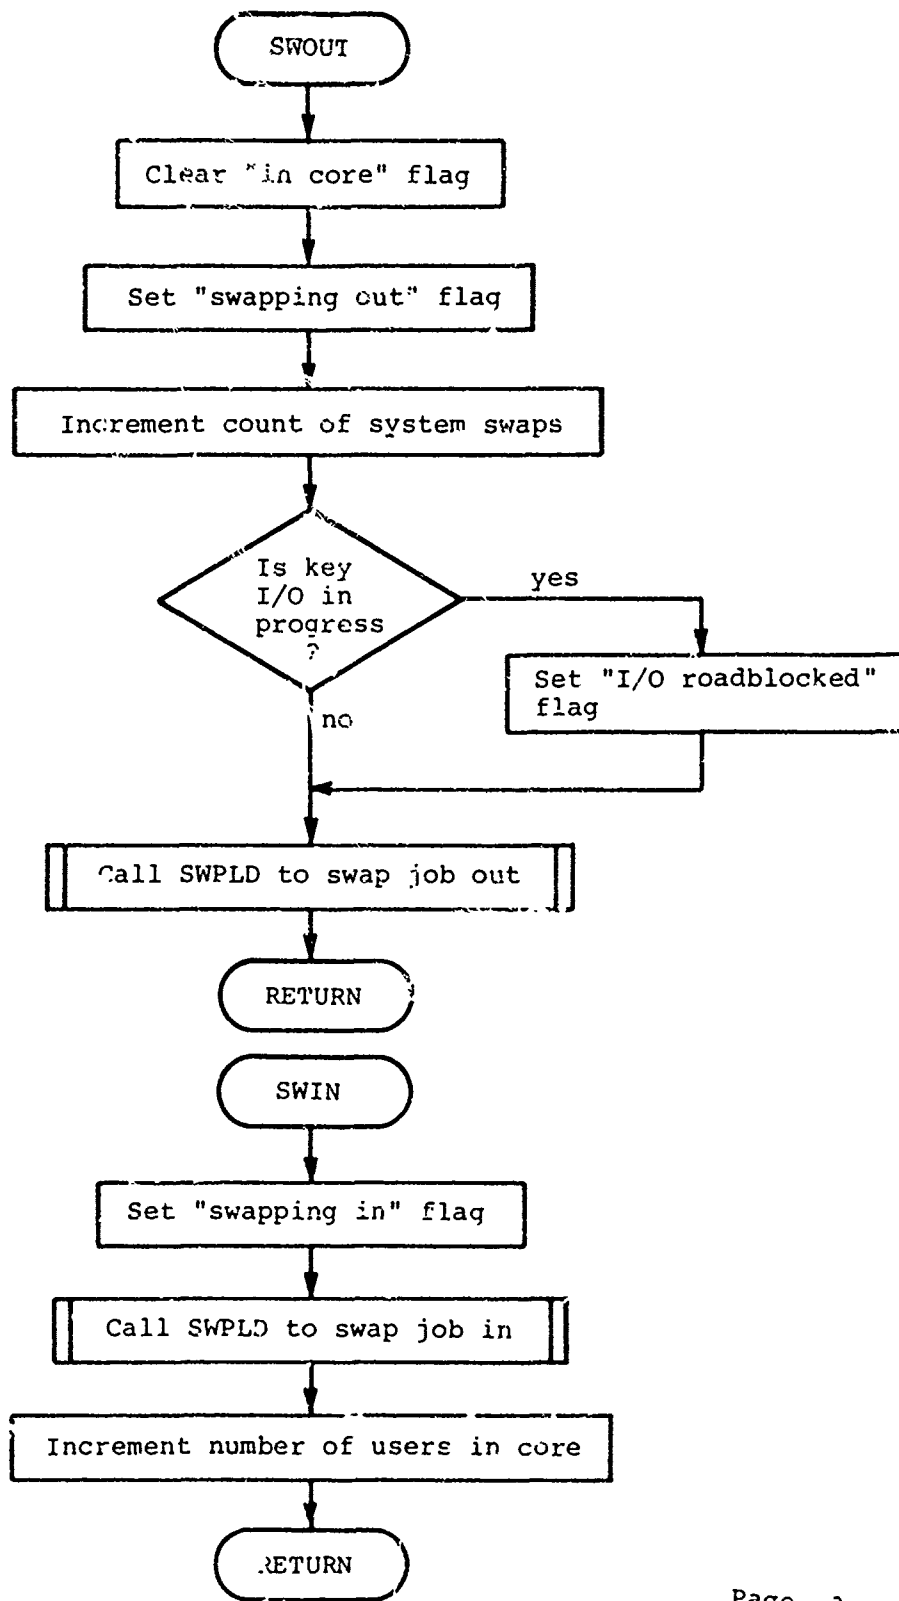 SWOUT
Clear "in core" flag
Set "swapping out" flag
Increment count of system swaps
Is key
I/O in
progress
?
yes
Set "I/O roadblocked"
flag
no
Call SWPLD to swap job out
RETURN
SWIN
Set "swapping in" flag
Call SWPLD to swap job in
Increment number of users in core
RETURN
Page